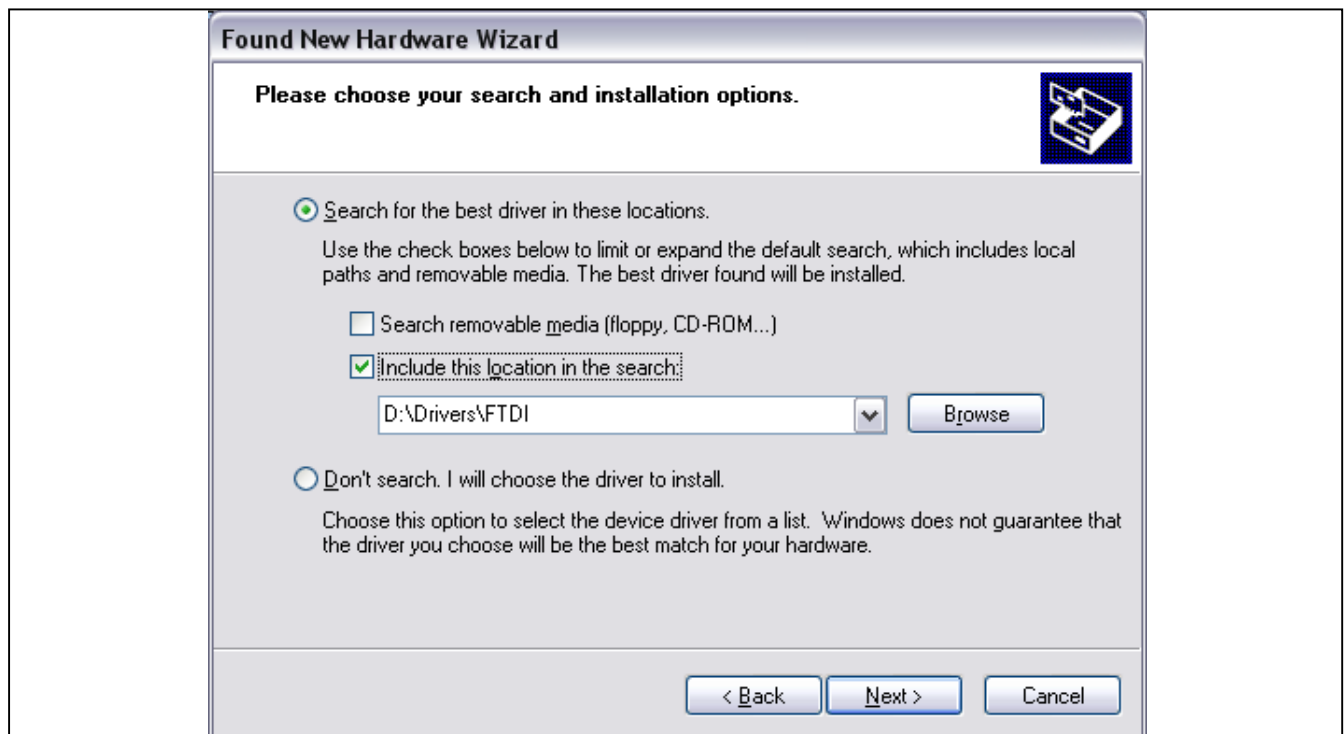 Found New Hardware Wizard
Please choose your search and installation options.
Search for the best driver in these locations.
Use the check boxes below to limit or expand the default search, which includes local
paths and removable media. The best driver found will be installed.
Search removable media (floppy, CD-ROM...)
Include this location in the search:
D:\Drivers\FTDI
Browse
Don't search. I will choose the driver to install.
Choose this option to select the device driver from a list.  Windows does not guarantee that
the driver you choose will be the best match for your hardware.
< Back
Next >
Cancel